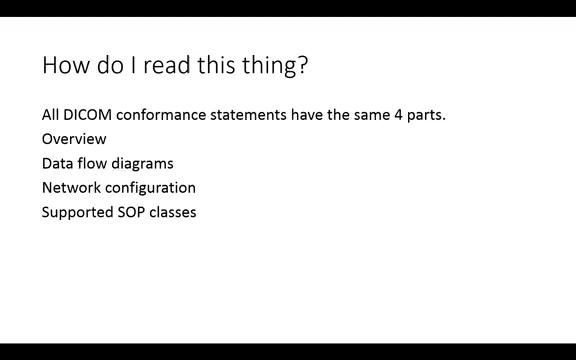 How do I read this thing?
All DICOM conformance statements have the same 4 parts.
Overview
Data flow diagrams
Network configuration
Supported SOP classes